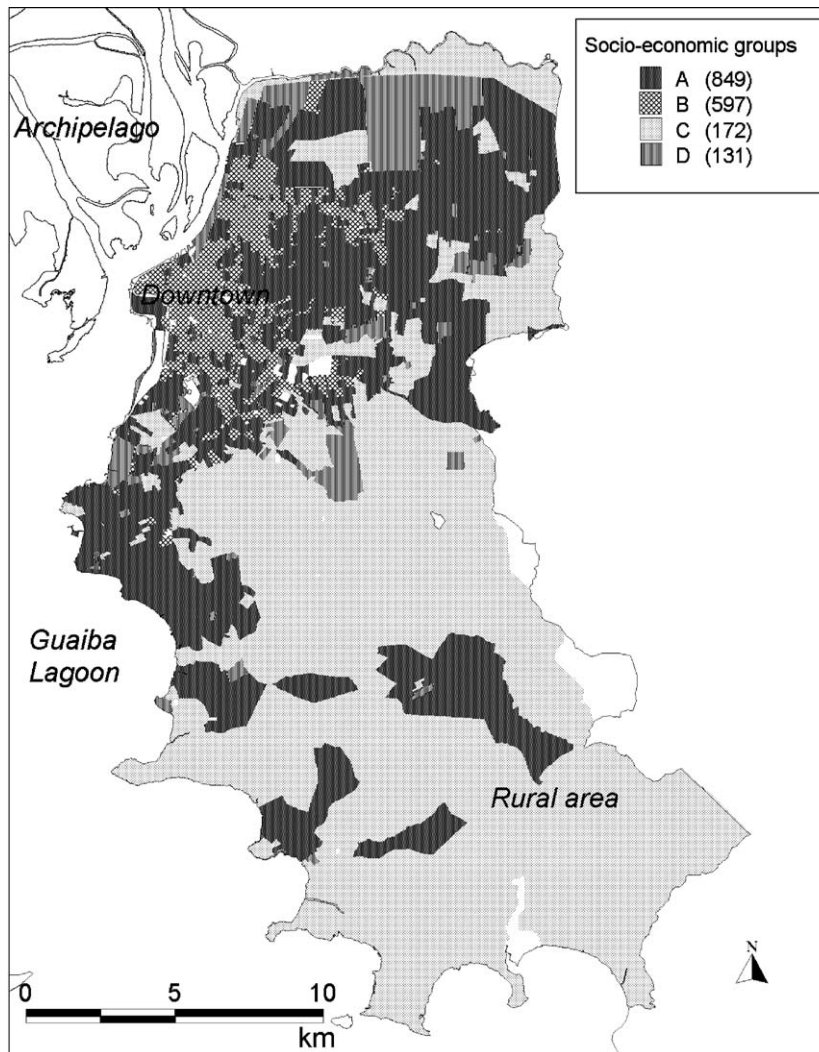 Socio-economic groups
A (849)
B (597)
C (172)
D (131)
Archipelago
Downtown
Guaiba
Lagoon
Rural area
N
0 5 10
km